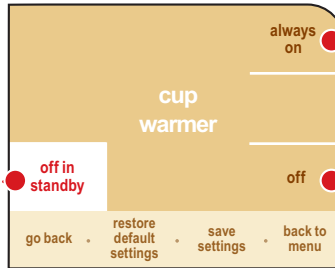 always
on
cup
warmer
off in
standby
off
go back
restore
default
settings
save
settings
back to
menu